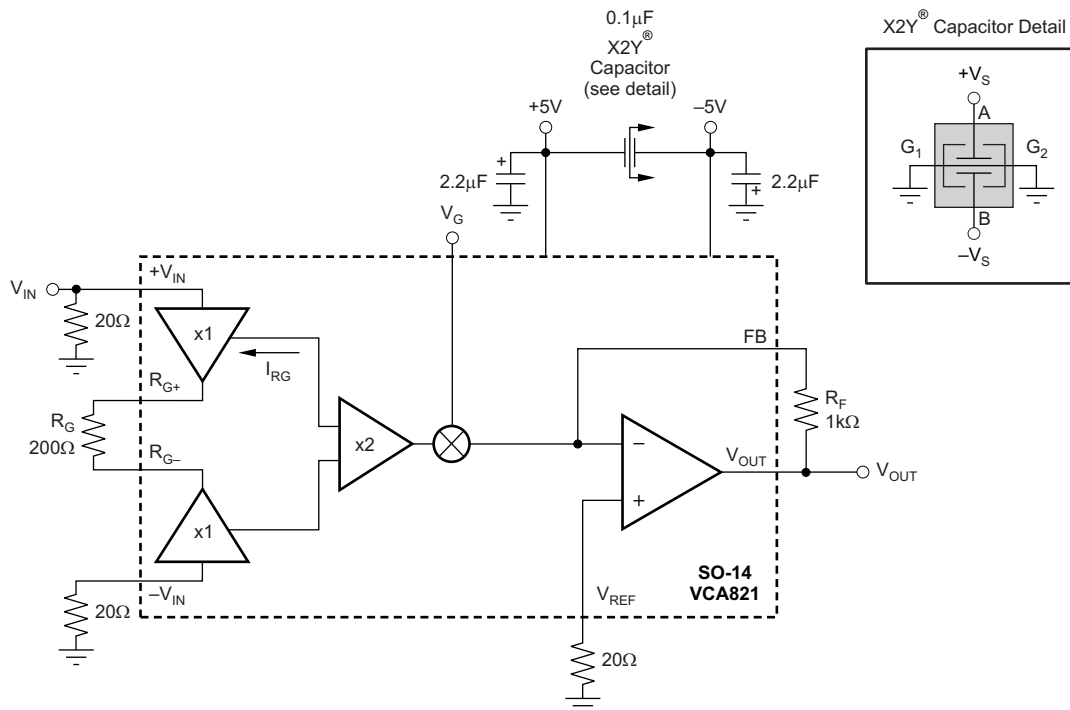 0.1μF
X2Y®
Capacitor
(see detail)
X2Y® Capacitor Detail
+VS
A
G1
G2
B
–VS
+5V
–5V
+
2.2μF
2.2μF
+
VG
+VIN
VIN
20Ω
x1
IRG
RG+
RG
200Ω
RG–
x1
x2
FB
RF
1kΩ
–
+
VOUT
VOUT
SO-14
VCA821
–VIN
20Ω
VREF
20Ω